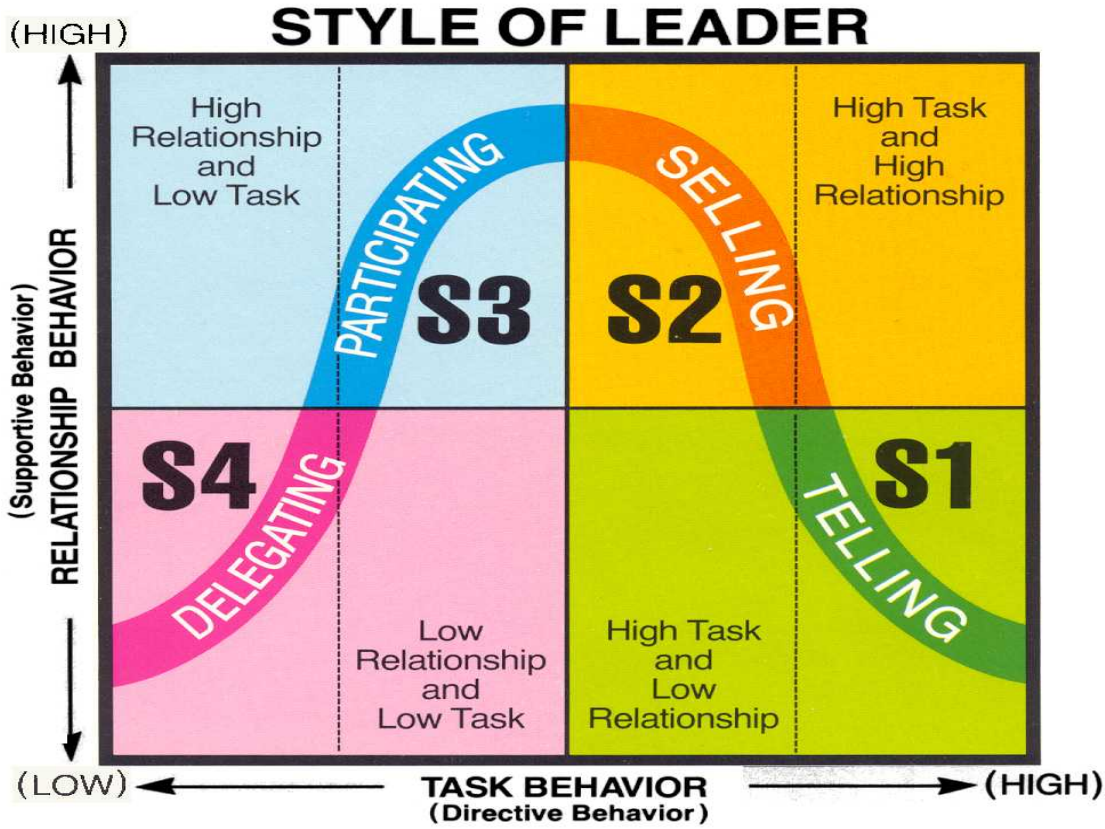 STYLE OF LEADER
(HIGH)
High
Relationship
and
Low Task
PARTICIPATING
S3
SELLING
S2
High Task
and
High
Relationship
(Supportive Behavior)
RELATIONSHIP BEHAVIOR
S4
DELEGATING
Low
Relationship
and
Low Task
High Task
and
Low
Relationship
TELLING
S1
(LOW)
TASK BEHAVIOR
(Directive Behavior)
(HIGH)